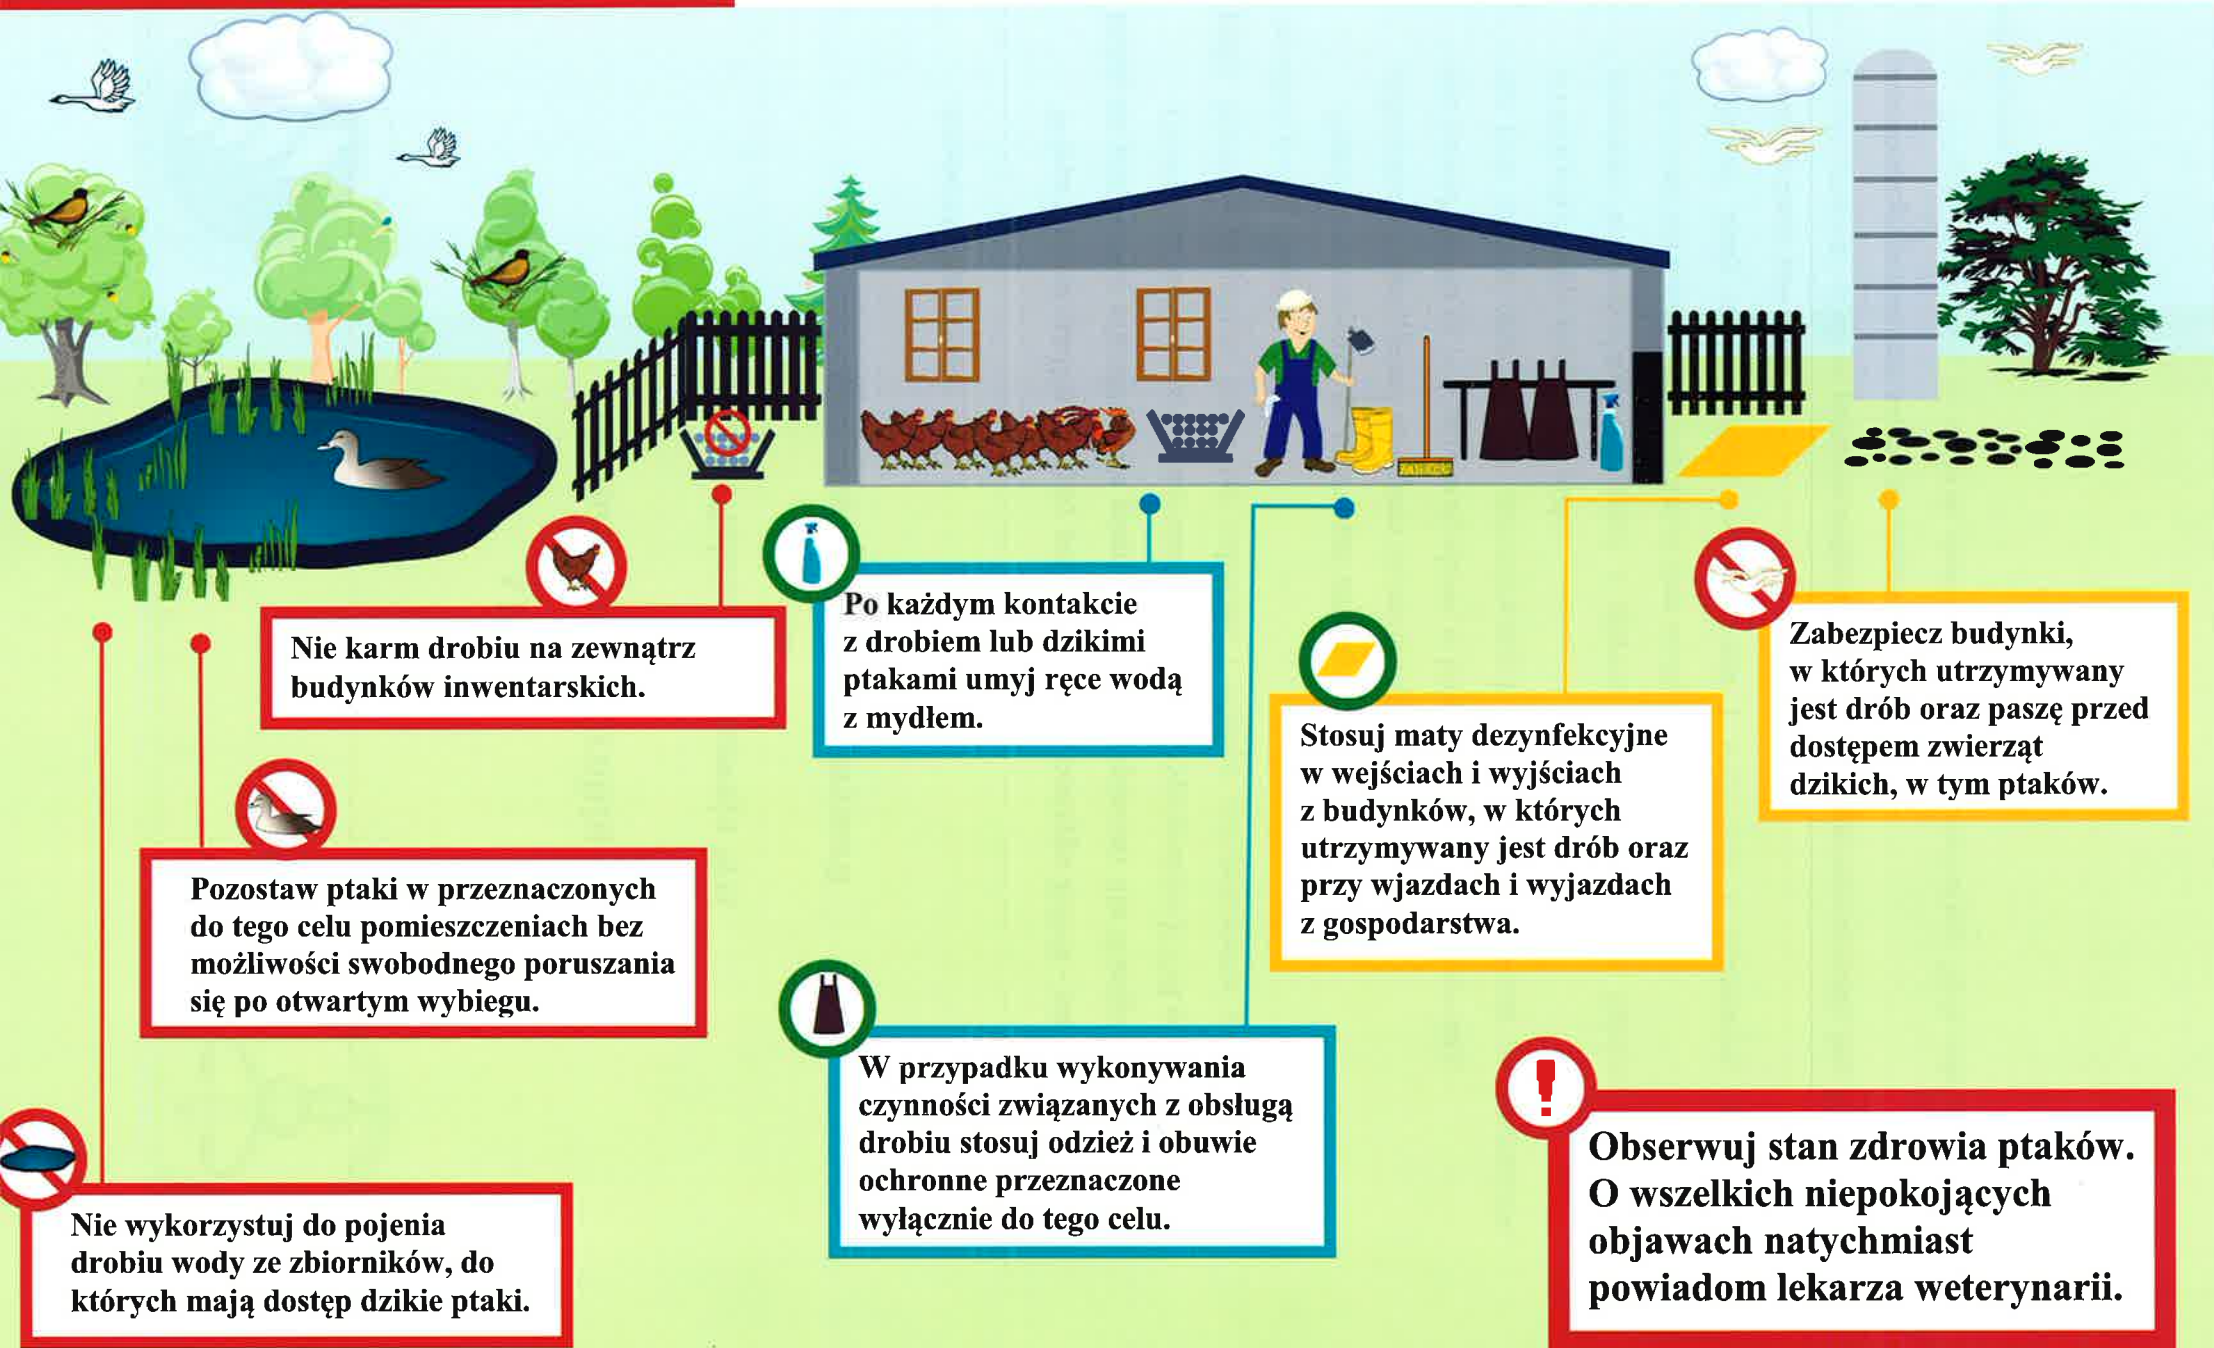 Nie karm drobiu na zewnątrz
budynków inwentarskich.
Po każdym kontakcie
z drobiem lub dzikimi
ptakami umyj ręce wodą
z mydłem.
Zabezpiecz budynki,
w których utrzymywany
jest drób oraz paszę przed
dostępem zwierząt
dzikich, w tym ptaków.
Stosuj maty dezynfekcyjne
w wejściach i wyjściach
z budynków, w których
utrzymywany jest drób oraz
przy wjazdach i wyjazdach
z gospodarstwa.
Pozostaw ptaki w przeznaczonych
do tego celu pomieszczeniach bez
możliwości swobodnego poruszania
się po otwartym wybiegu.
W przypadku wykonywania
czynności związanych z obsługą
drobiu stosuj odzież i obuwie
ochronne przeznaczone
wyłącznie do tego celu.
Nie wykorzystuj do pojenia
drobiu wody ze zbiorników, do
których mają dostęp dzikie ptaki.
!
Obserwuj stan zdrowia ptaków.
O wszelkich niepokojących
objawach natychmiast
powiadom lekarza weterynarii.